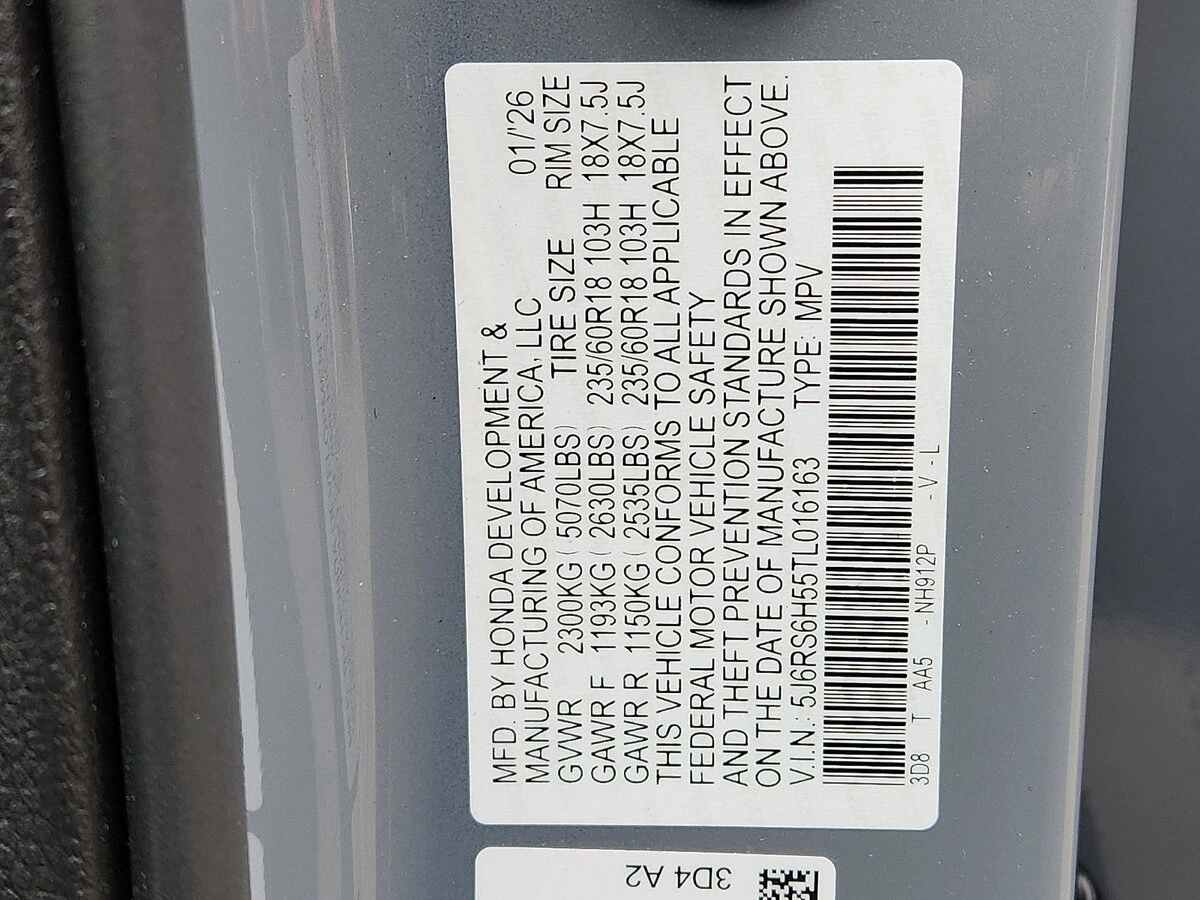 MFD. BY HONDA DEVELOPMENT &
MANUFACTURING OF AMERICA, LLC 01/'26
GVWR 2300KG ( 5070LBS) TIRE SIZE RIM SIZE
GAWR F 1193KG ( 2630LBS) 235/60R18 103H 18X7.5J
GAWR R 1150KG ( 2535LBS) 235/60R18 103H 18X7.5J
THIS VEHICLE CONFORMS TO ALL APPLICABLE
FEDERAL MOTOR VEHICLE SAFETY
AND THEFT PREVENTION STANDARDS IN EFFECT
ON THE DATE OF MANUFACTURE SHOWN ABOVE.
V.I.N.: 5J6RS6H55TL016163 TYPE: MPV
3D8 T AA5 -NH912P -V-L
3D4 A2